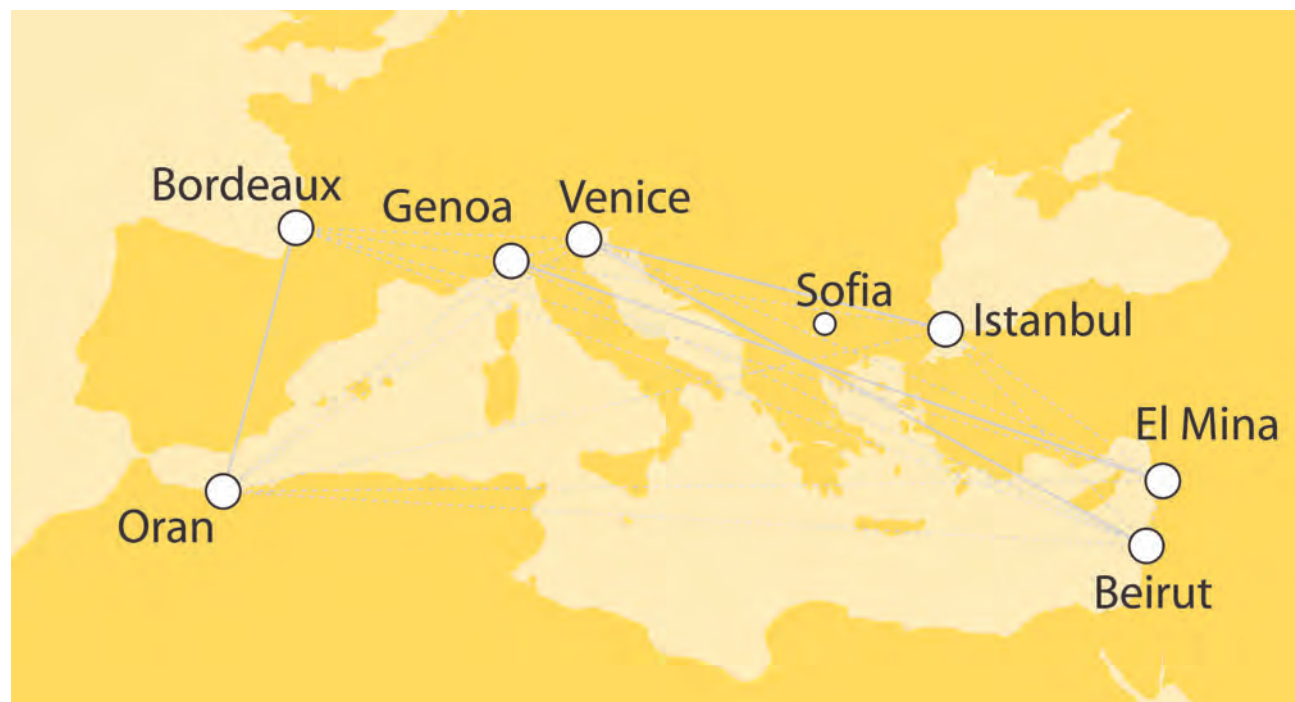 Bordeaux
Genoa
Venice
Sofia
Istanbul
El Mina
Oran
Beirut